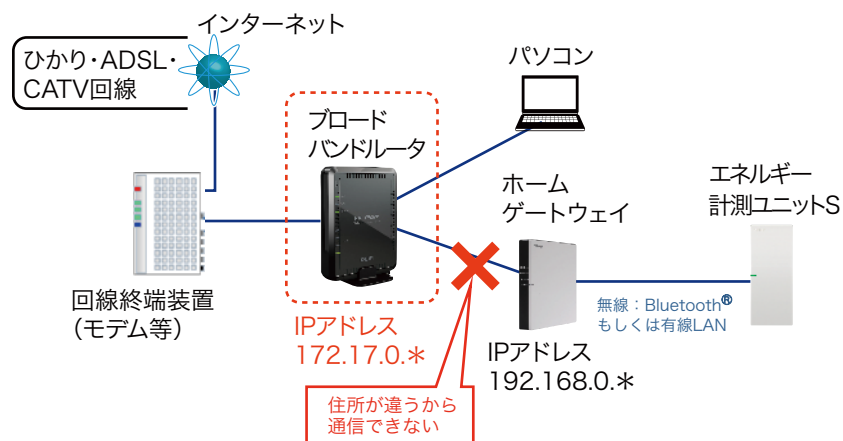 インターネット
ひかり・ADSL・
CATV回線
パソコン
ブロード
バンドルータ
ホーム
ゲートウェイ
エネルギー
計測ユニットS
回線終端装置
（モデム等）
IPアドレス
172.17.0.＊
無線：Bluetooth®
もしくは有線LAN
IPアドレス
192.168.0.＊
住所が違うから
通信できない